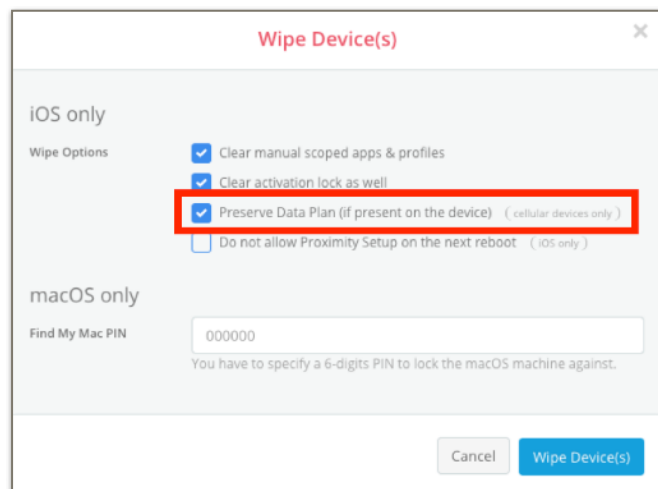 Wipe Device(s)
×
iOS only
Wipe Options
Clear manual scoped apps & profiles
Clear activation lock as well
Preserve Data Plan (if present on the device) ( cellular devices only )
Do not allow Proximity Setup on the next reboot ( iOS only )
macOS only
Find My Mac PIN 000000
You have to specify a 6-digits PIN to lock the macOS machine against.
Cancel Wipe Device(s)